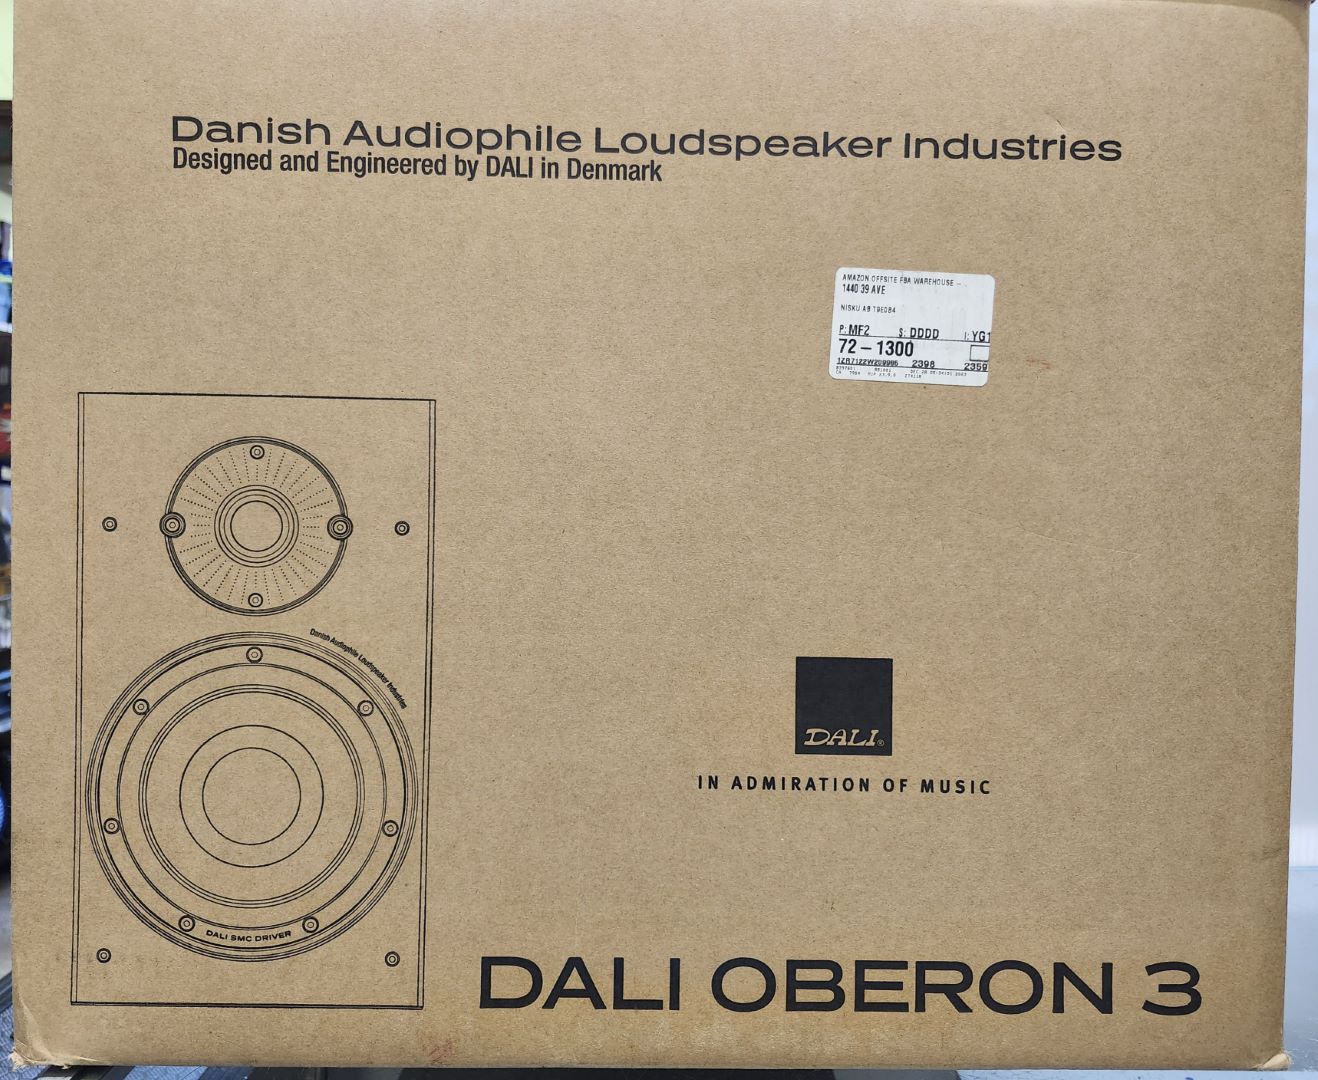 Danish Audiophile Loudspeaker Industries
Designed and Engineered by DALI in Denmark
AMAZON OFFSITE FBA WAREHOUSE -
1440 39 AVE
NISKU AB T9E0B4
P: MF2 S: DDDD I: YG1
72 – 1300
2398 2359
Danish Audiophile Loudspeaker Industries
DALI SMC DRIVER
DALI®
IN ADMIRATION OF MUSIC
DALI OBERON 3